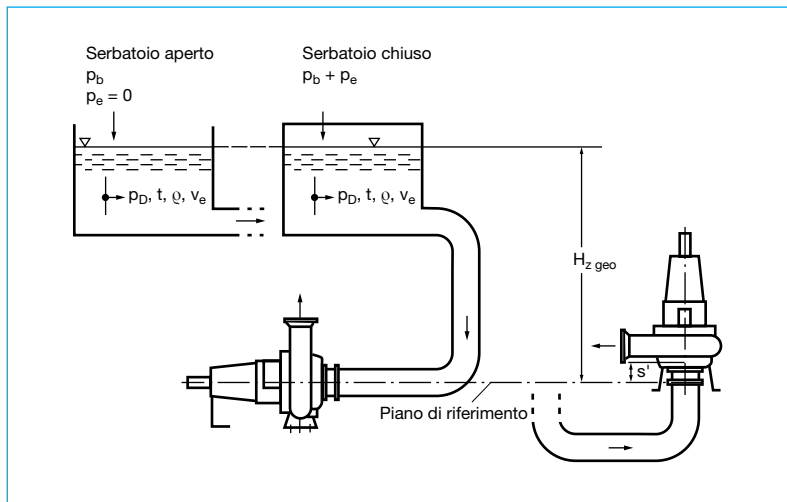 Serbatoio aperto
p_b
p_e = 0
Serbatoio chiuso
p_b + p_e
p_D, t, ϱ, v_e
p_D, t, ϱ, v_e
H_z geo
s'
Piano di riferimento